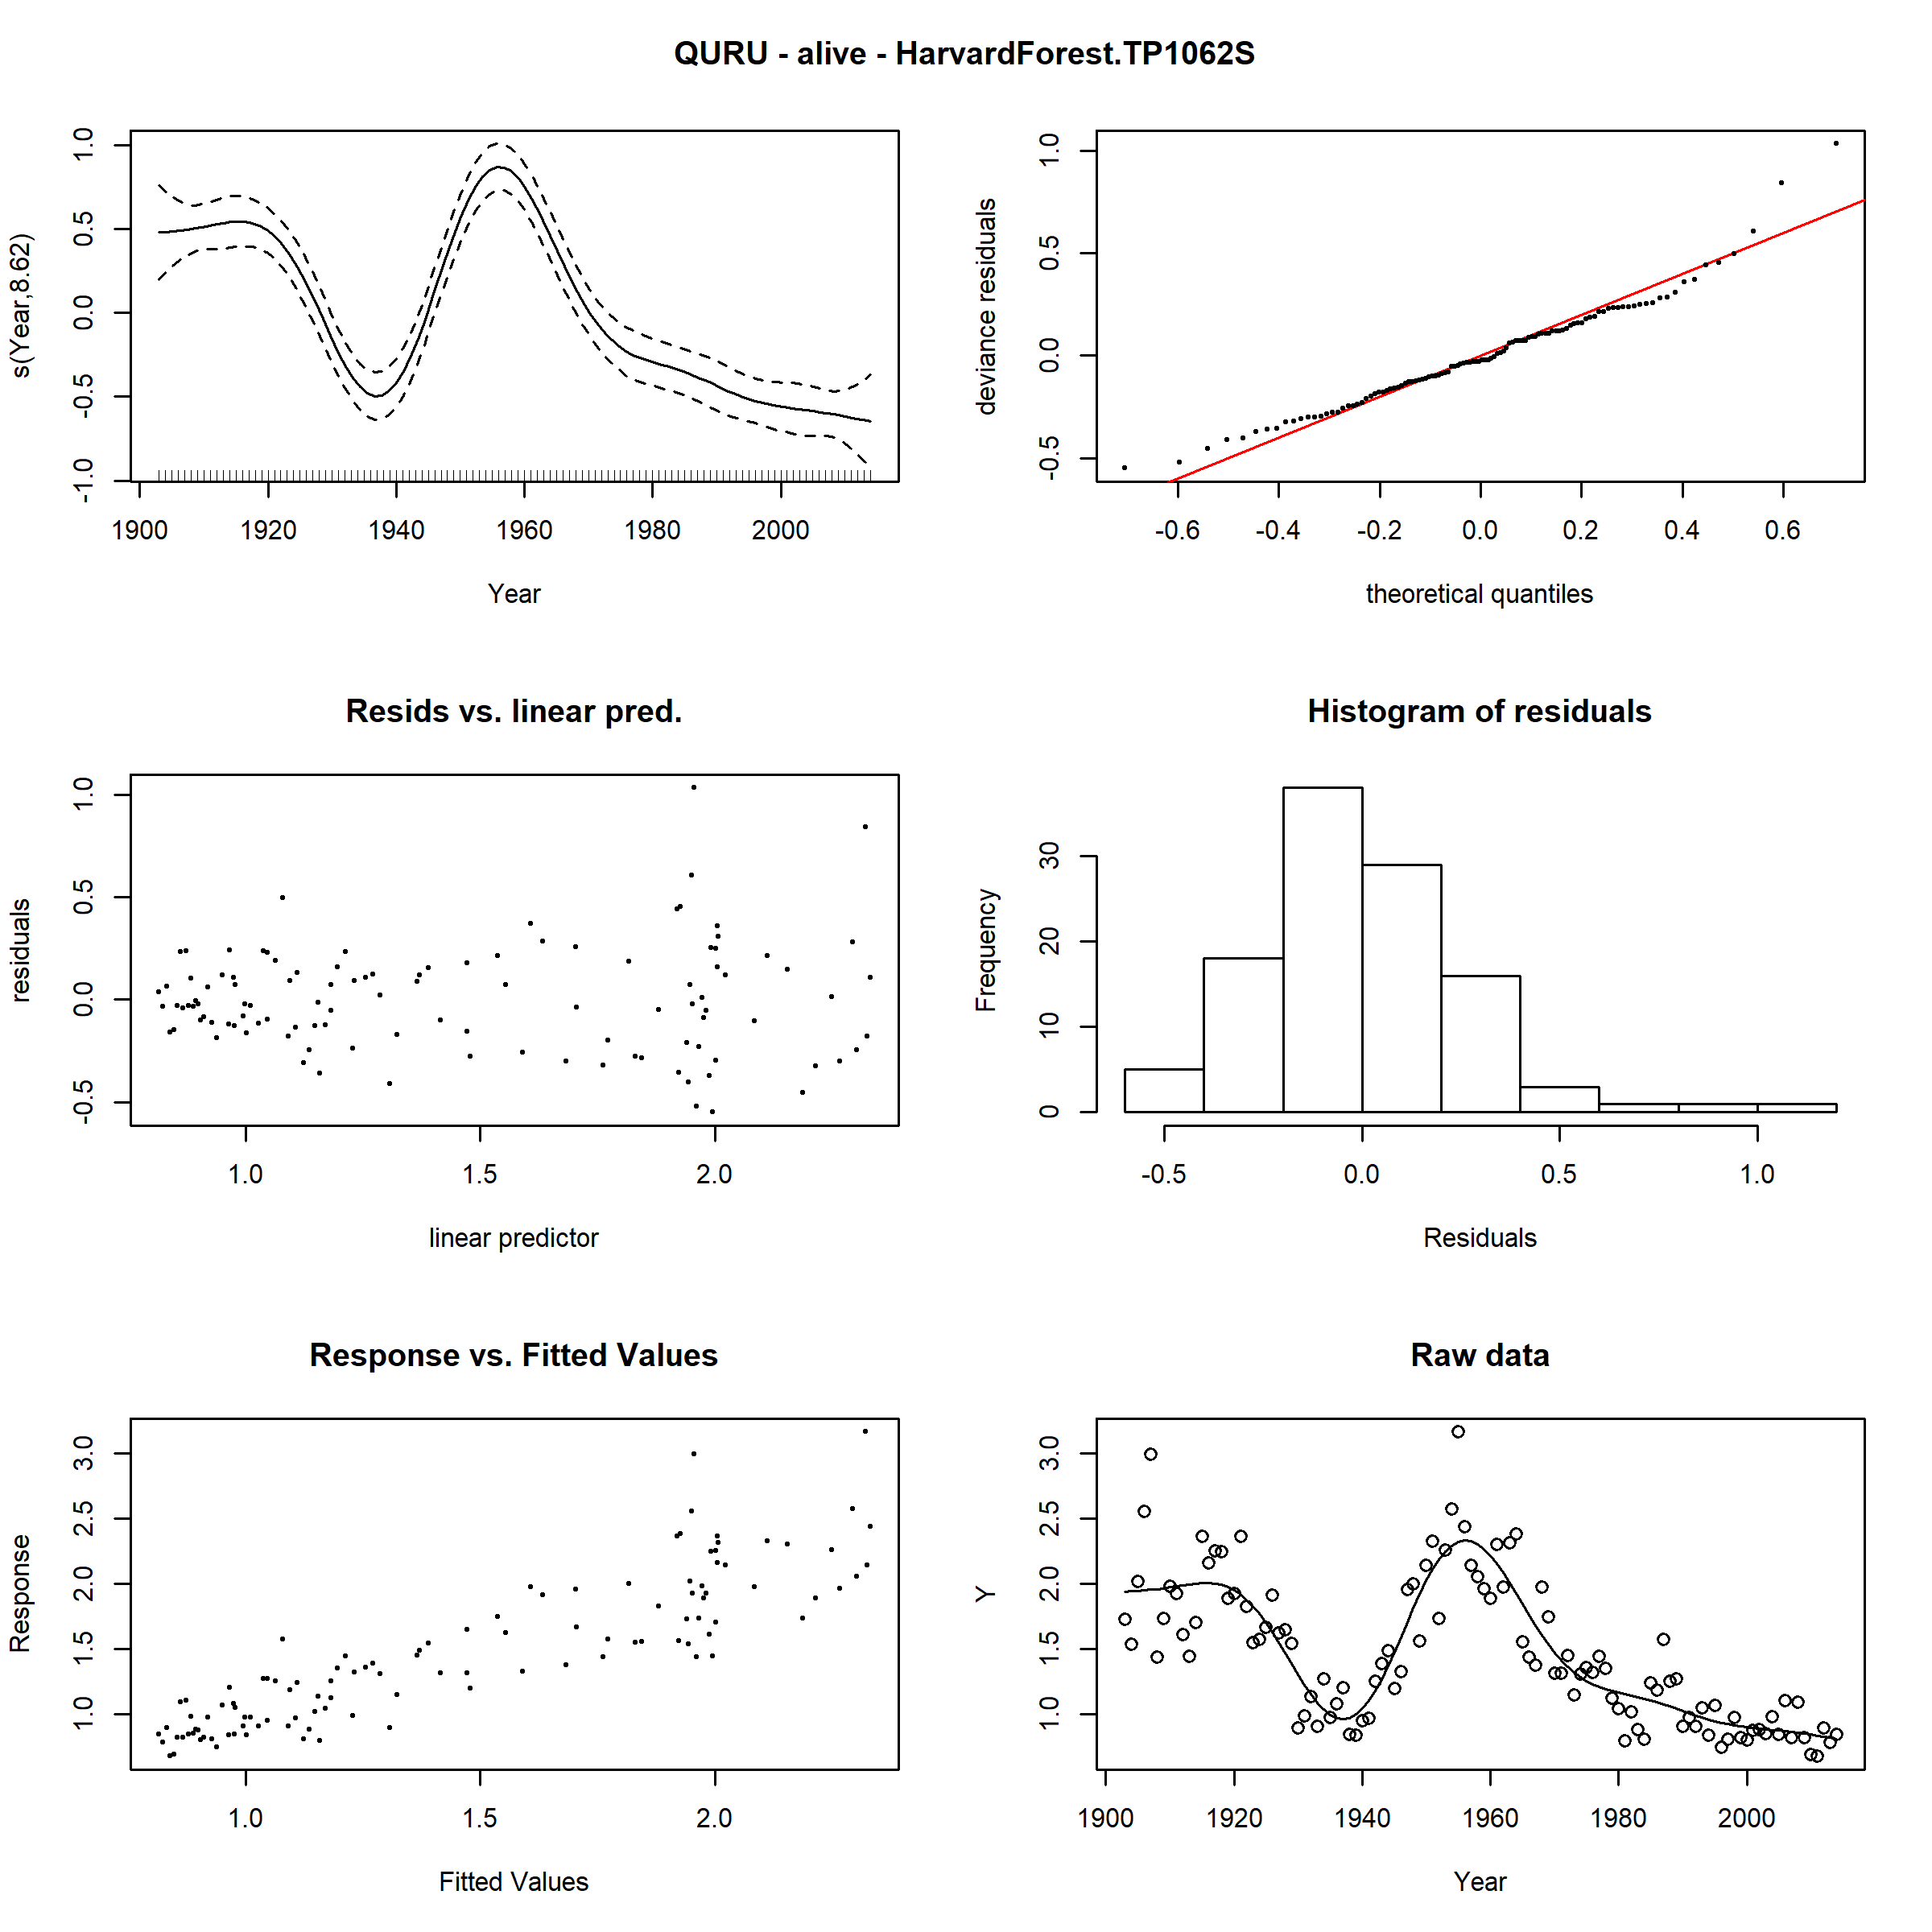 QURU - alive - HarvardForest.TP1062S
s(Year,8.62)
-1.0 -0.5 0.0 0.5 1.0
1900 1920 1940 1960 1980 2000
Year
deviance residuals
-0.5 0.0 0.5 1.0
-0.6 -0.4 -0.2 0.0 0.2 0.4 0.6
theoretical quantiles
Resids vs. linear pred.
residuals
-0.5 0.0 0.5 1.0
1.0 1.5 2.0
linear predictor
Histogram of residuals
Frequency
0 10 20 30
-0.5 0.0 0.5 1.0
Residuals
Response vs. Fitted Values
Response
1.0 1.5 2.0 2.5 3.0
1.0 1.5 2.0
Fitted Values
Raw data
Y
1.0 1.5 2.0 2.5 3.0
1900 1920 1940 1960 1980 2000
Year